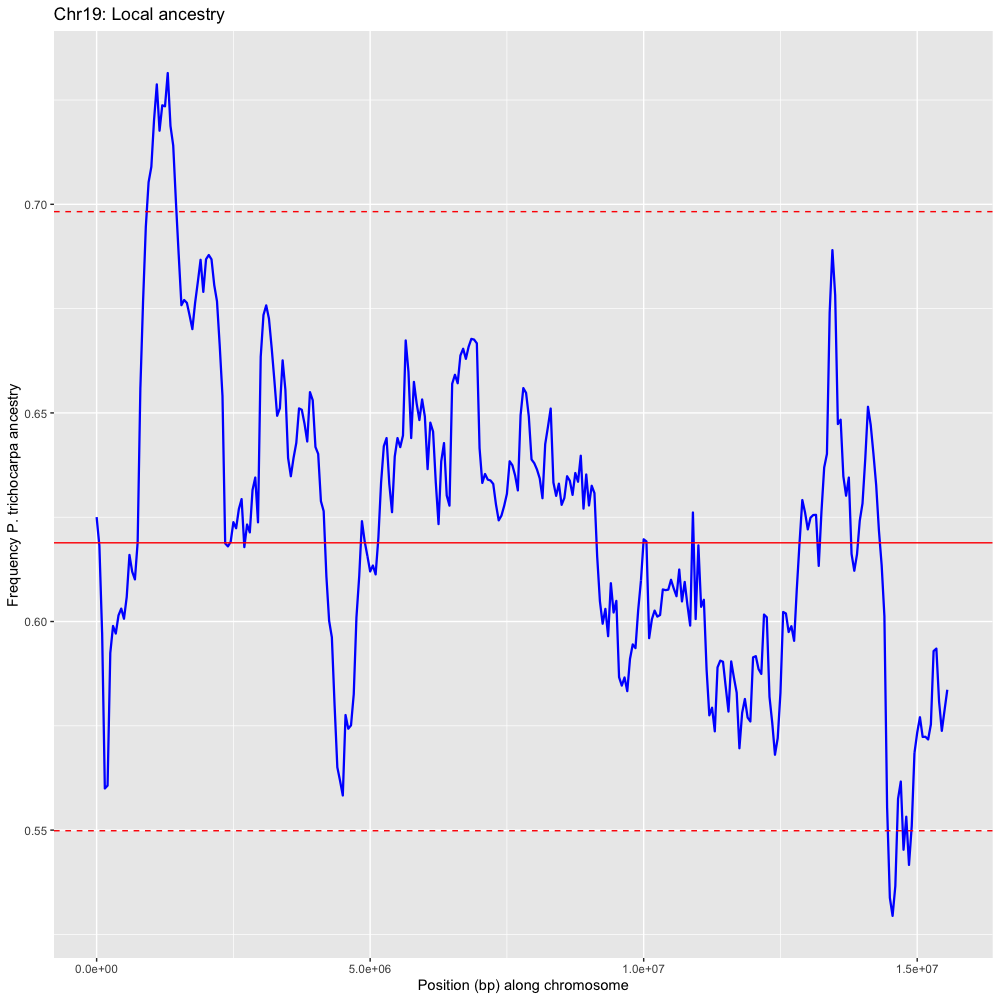 Chr19: Local ancestry
Frequency P. trichocarpa ancestry
0.70
0.65
0.60
0.55
0.0e+00 5.0e+06 1.0e+07 1.5e+07
Position (bp) along chromosome